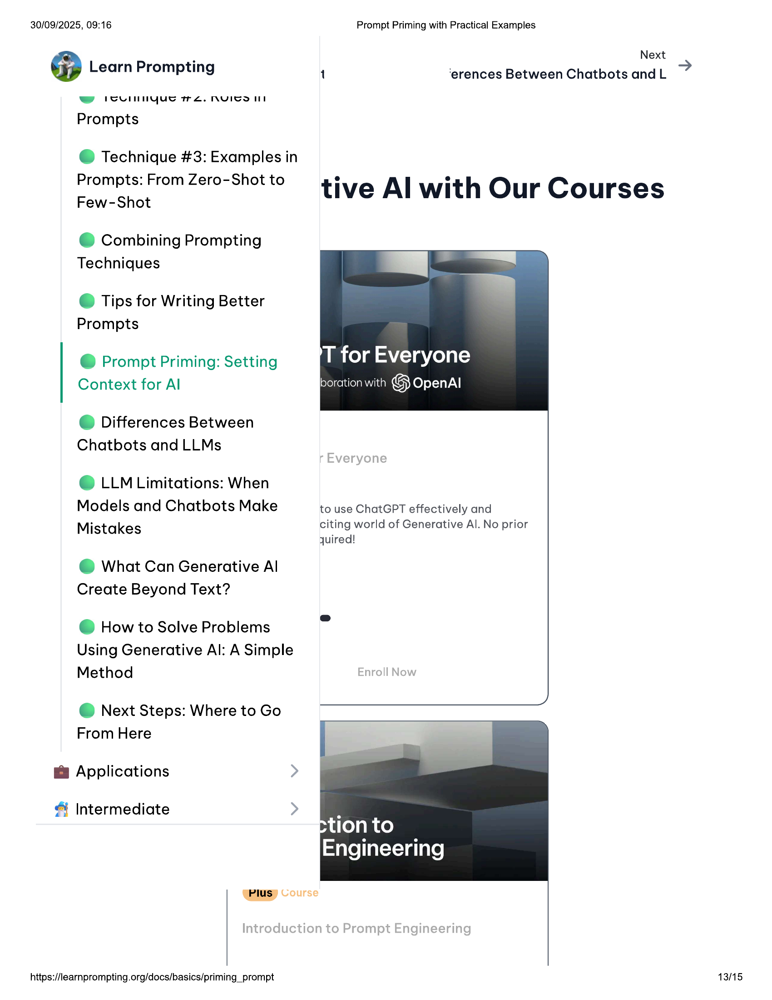 30/09/2025, 09:16
Prompt Priming with Practical Examples
Learn Prompting
Technique #2: Roles in
Prompts
Technique #3: Examples in
Prompts: From Zero-Shot to
Few-Shot
Combining Prompting
Techniques
Tips for Writing Better
Prompts
Prompt Priming: Setting
Context for AI
Differences Between
Chatbots and LLMs
LLM Limitations: When
Models and Chatbots Make
Mistakes
What Can Generative AI
Create Beyond Text?
How to Solve Problems
Using Generative AI: A Simple
Method
Next Steps: Where to Go
From Here
Applications
Intermediate
Next
erences Between Chatbots and L
tive AI with Our Courses
T for Everyone
boration with OpenAI
r Everyone
to use ChatGPT effectively and
citing world of Generative AI. No prior
quired!
Enroll Now
ction to
Engineering
Plus Course
Introduction to Prompt Engineering
https://learnprompting.org/docs/basics/priming_prompt
13/15